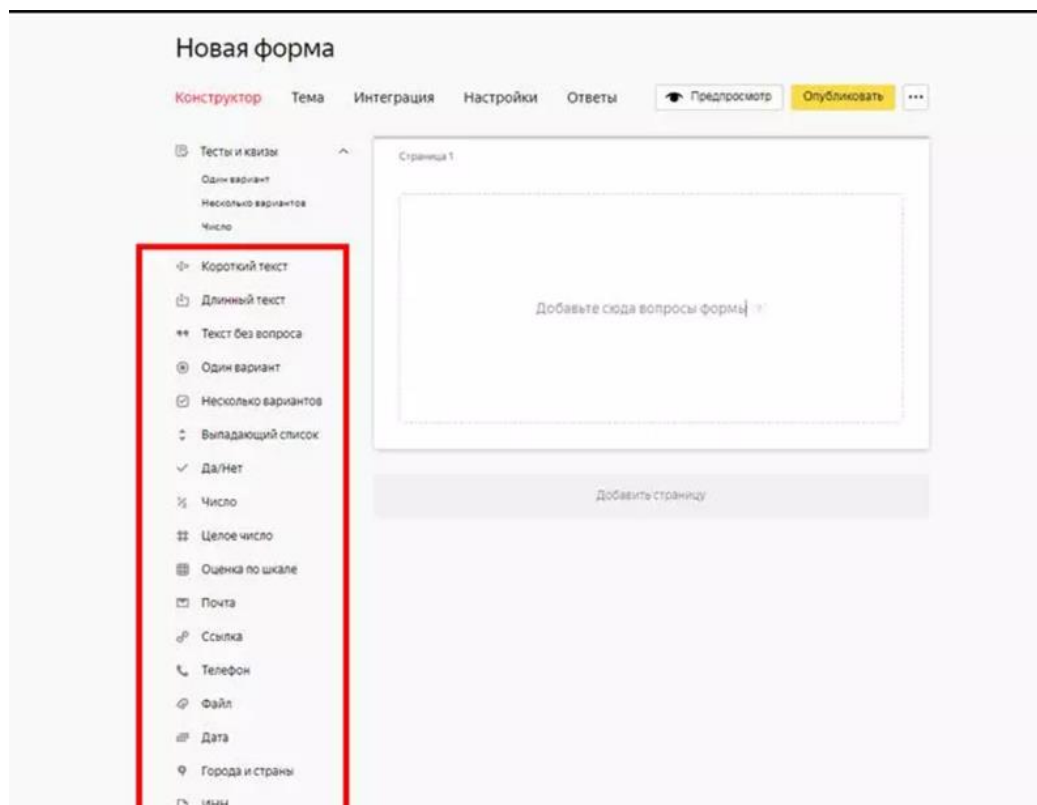 Новая форма
Конструктор Тема Интеграция Настройки Ответы Предпросмотр Опубликовать ...
Тесты и квизы
Один вариант
Несколько вариантов
Число
Короткий текст
Длинный текст
Текст без вопроса
Один вариант
Несколько вариантов
Выпадающий список
Да/Нет
Число
Целое число
Оценка по шкале
Почта
Ссылка
Телефон
Файл
Дата
Города и страны
ИНН
Страница 1
Добавьте сюда вопросы формы ?
Добавить страницу